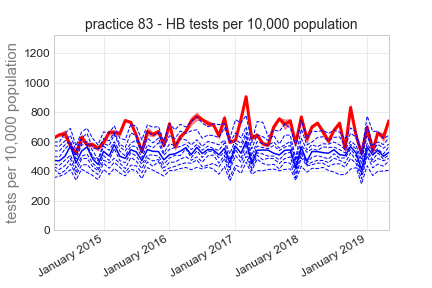 practice 83 - HB tests per 10,000 population
tests per 10,000 population
1200
1000
800
600
400
200
0
January 2015
January 2016
January 2017
January 2018
January 2019